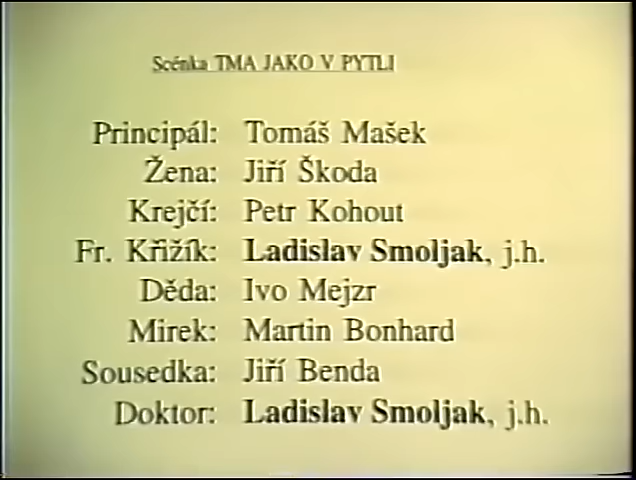 Scénka TMA JAKO V PYTLI
Principál: Tomáš Mašek
Žena: Jiří Škoda
Krejčí: Petr Kohout
Fr. Křižík: Ladislav Smoljak, j.h.
Děda: Ivo Mejzr
Mirek: Martin Bonhard
Sousedka: Jiří Benda
Doktor: Ladislav Smoljak, j.h.